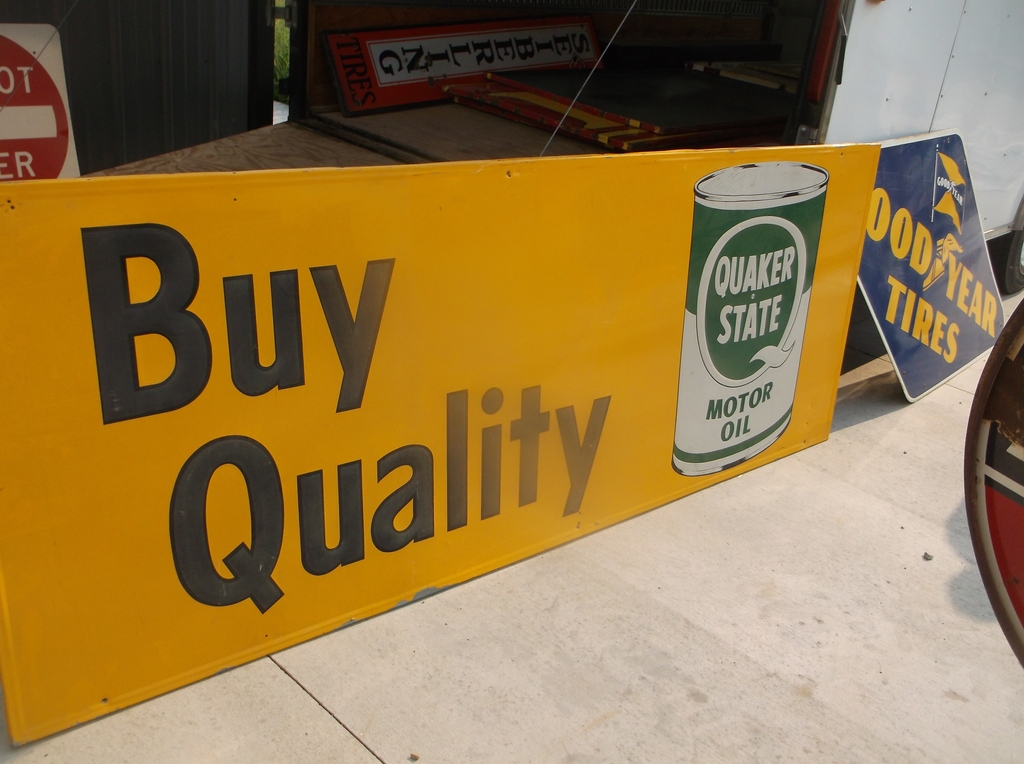 SEIBERLING
TIRES
OT
ER
Buy
Quality
QUAKER
STATE
MOTOR
OIL
GOOD YEAR
OOD YEAR
TIRES